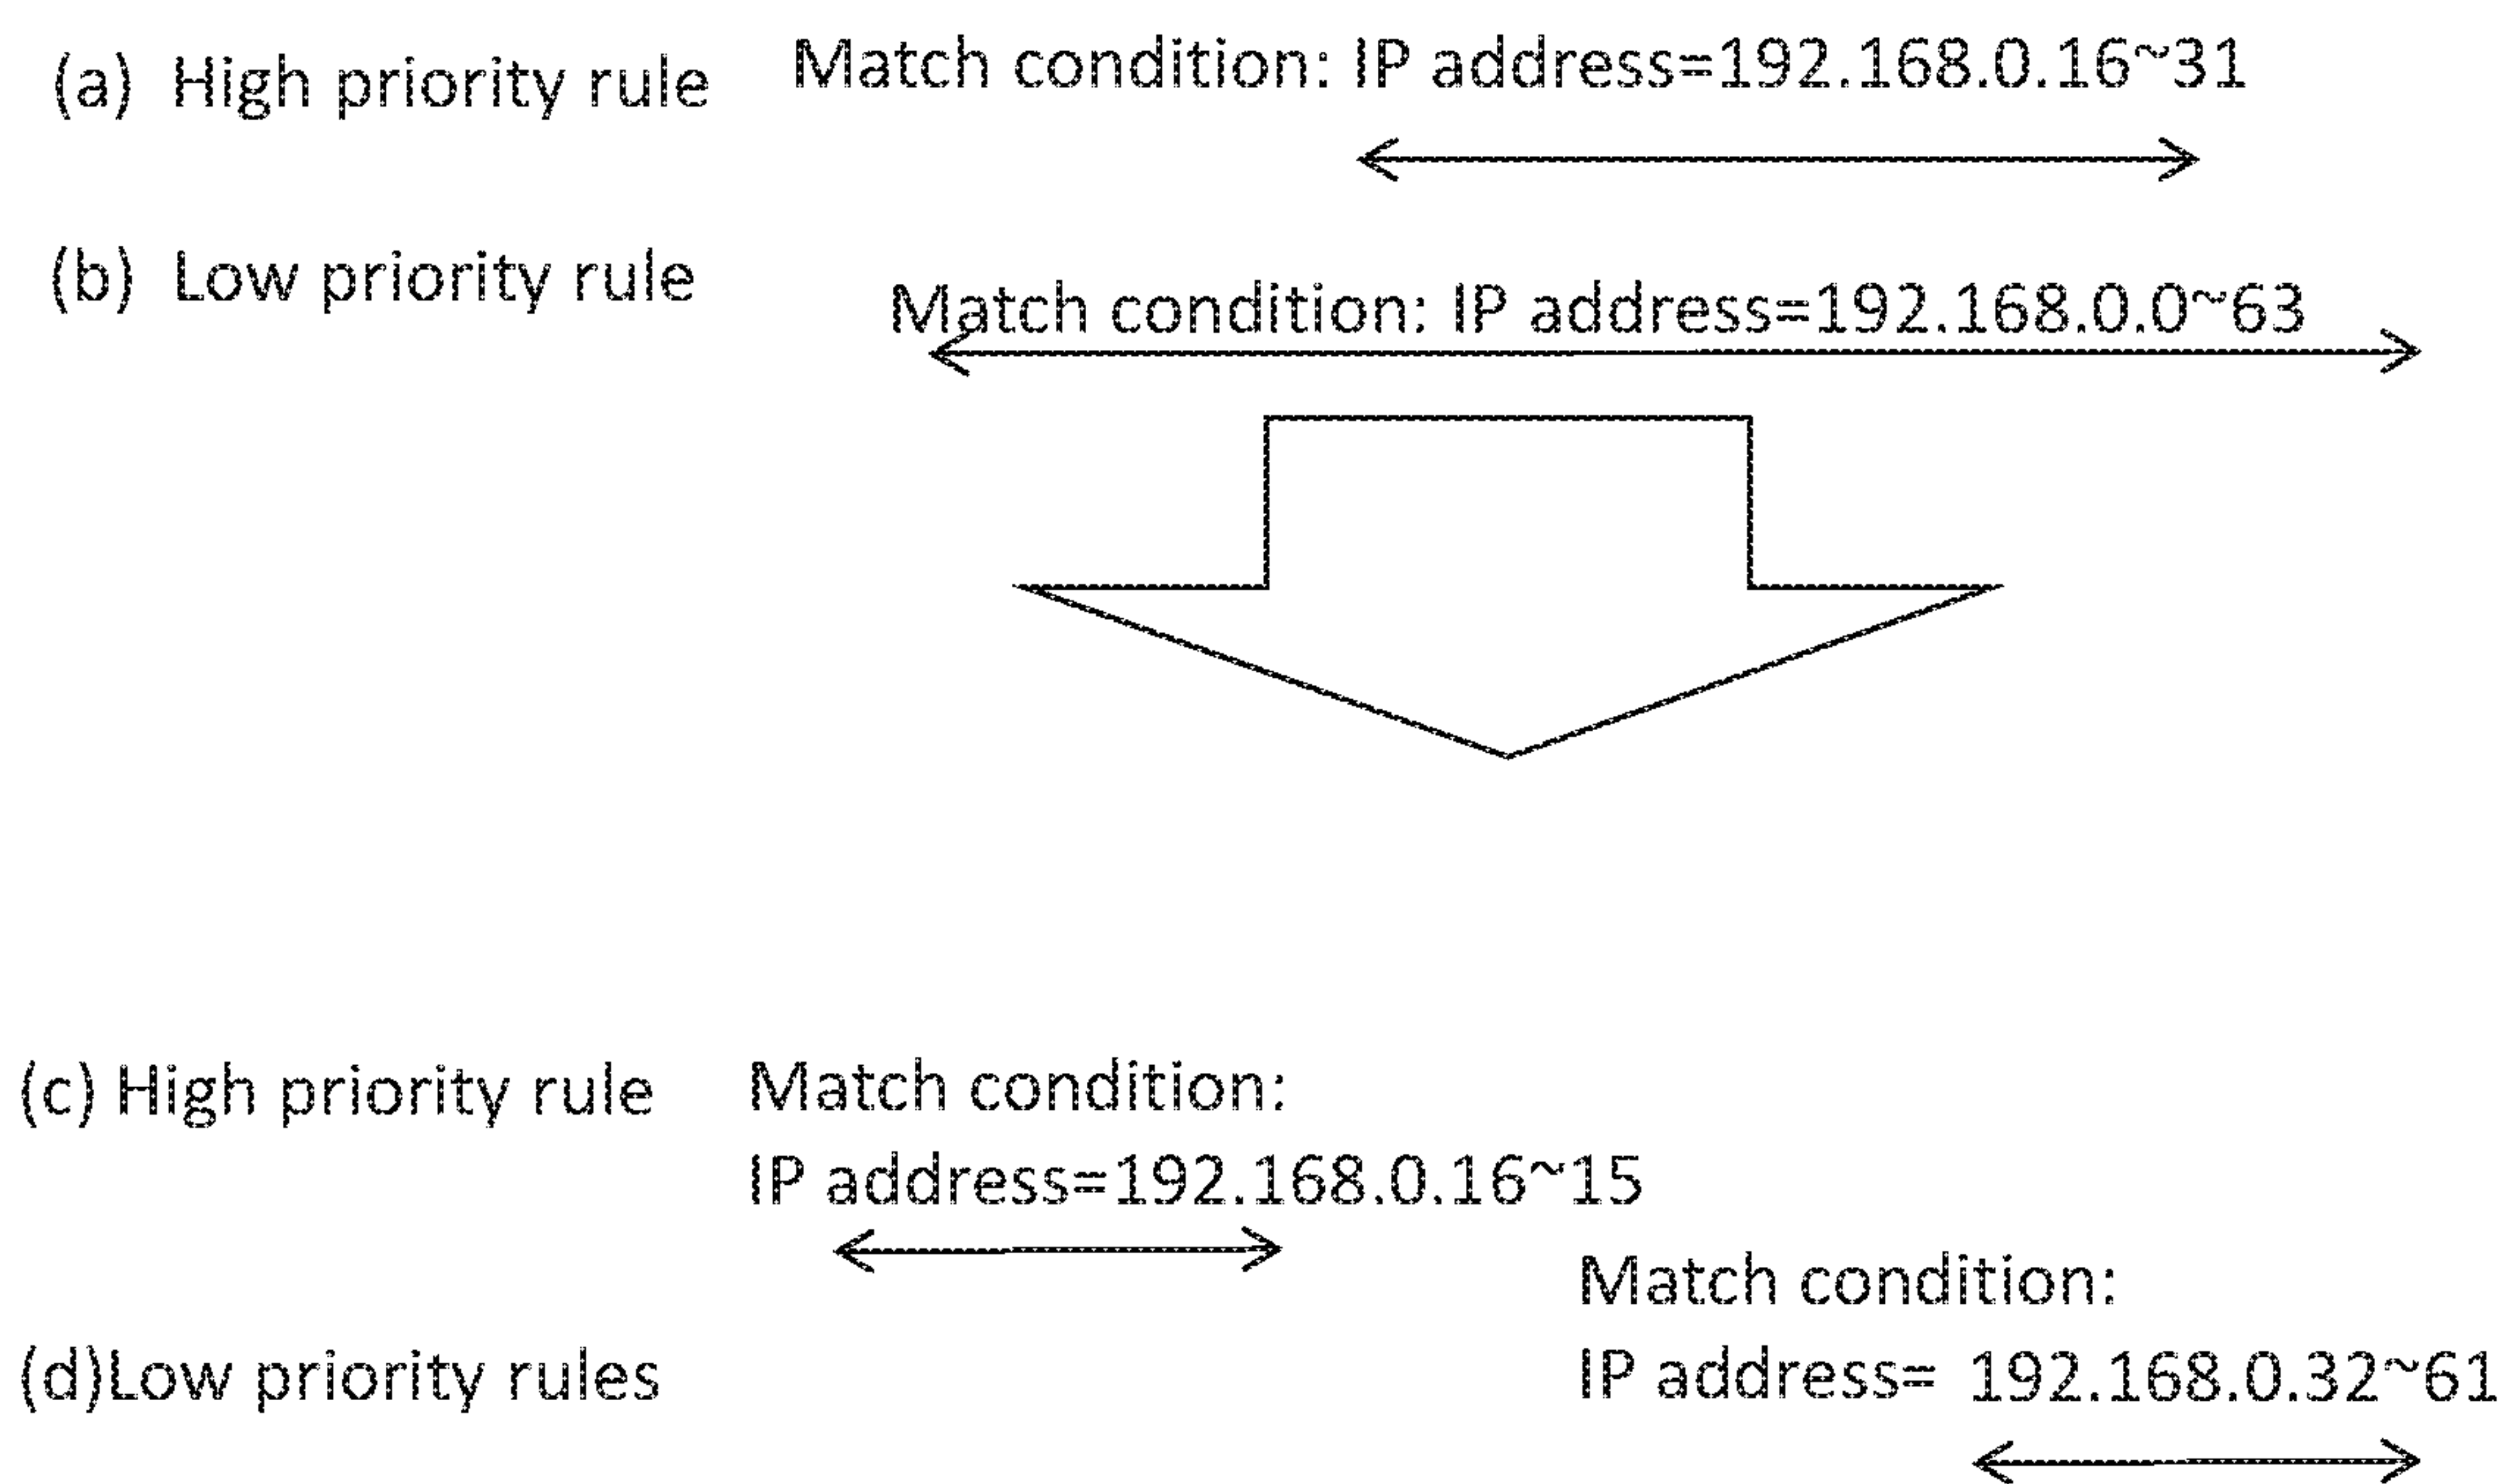 (a) High priority rule Match condition: IP address=192.168.0.16~31
(b) Low priority rule
Match condition: IP address=192.168.0.0~63
(c) High priority rule Match condition:
IP address=192.168.0.16~15
Match condition:
(d)Low priority rules IP address= 192.168.0.32~61